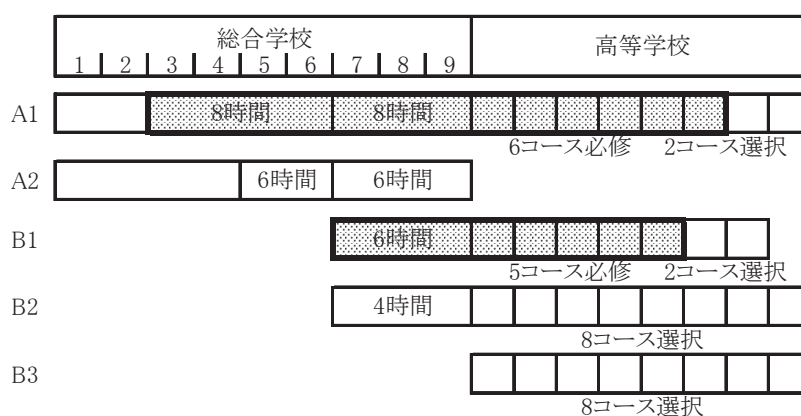 総合学校 高等学校
1 2 3 4 5 6 7 8 9
A1 8時間 8時間
6コース必修 2コース選択
A2 6時間 6時間
B1 6時間
5コース必修 2コース選択
B2 4時間
8コース選択
B3
8コース選択